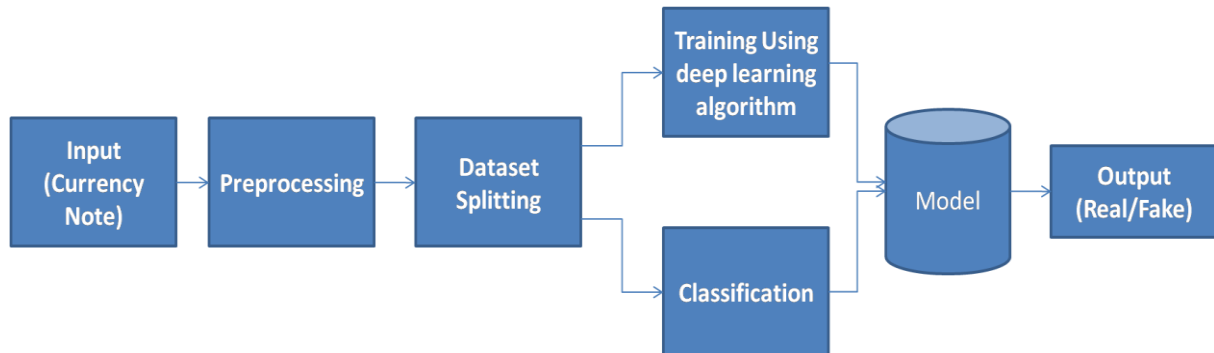 Input
(Currency
Note)
Preprocessing
Dataset
Splitting
Training Using
deep learning
algorithm
Classification
Model
Output
(Real/Fake)